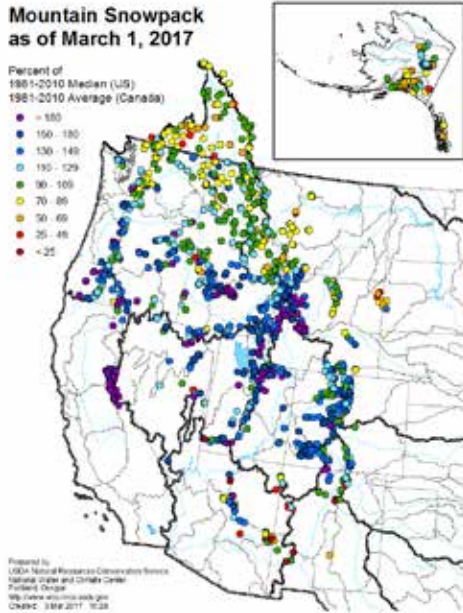 Mountain Snowpack
as of March 1, 2017
Percent of
1981-2010 Median (US)
1981-2010 Average (Canada)
150 - 180
130 - 149
110 - 129
90 - 109
70 - 89
50 - 69
25 - 49
< 25
Prepared by
USDA Natural Resources Conservation Service
National Water and Climate Center
Portland, Oregon